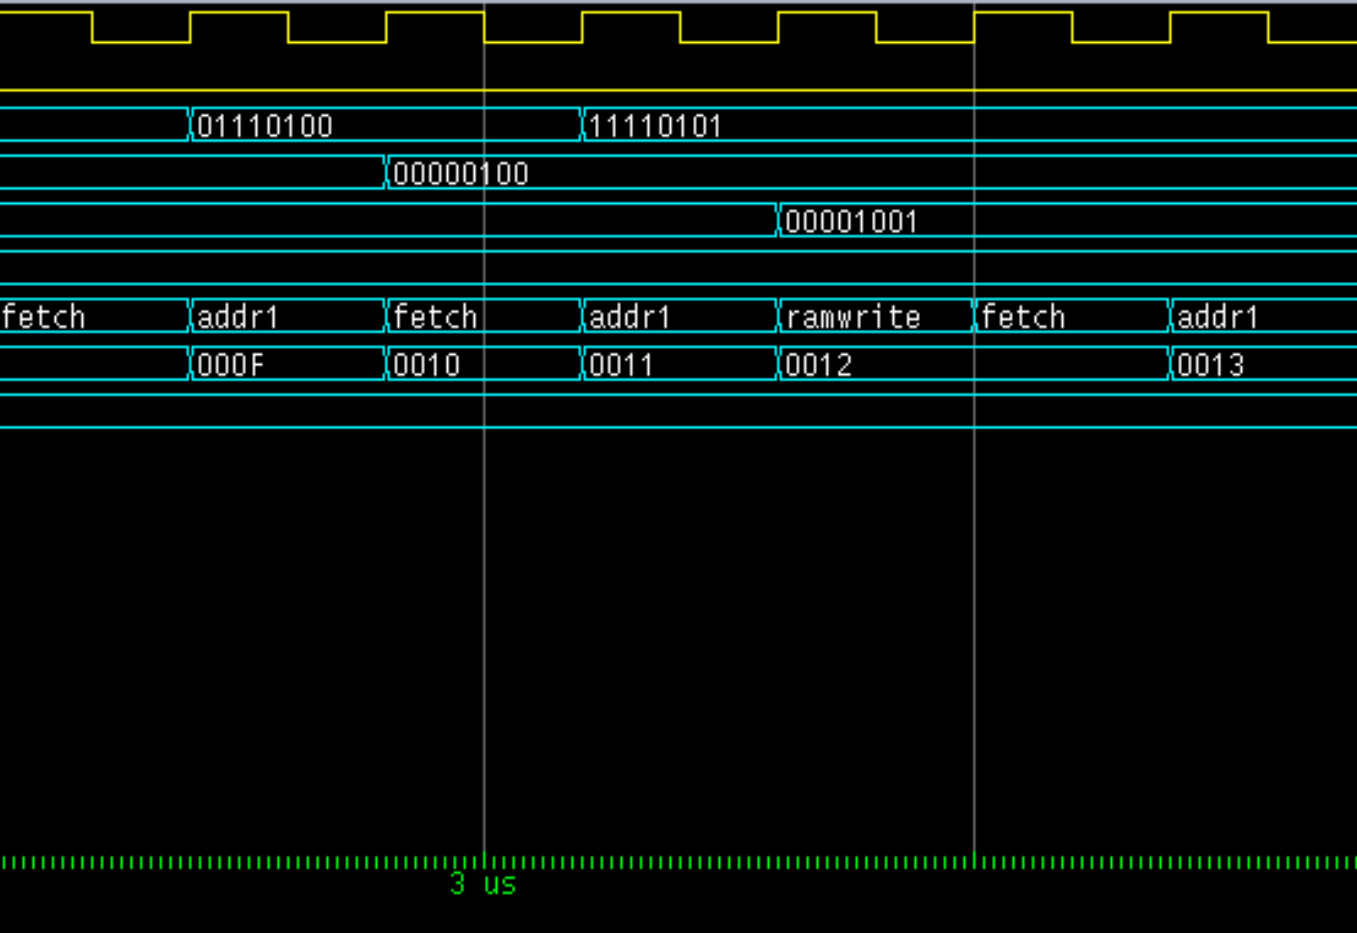 01110100 11110101
00000100
00001001
fetch addr1 fetch addr1 ramwrite fetch addr1
000F 0010 0011 0012 0013
3 us